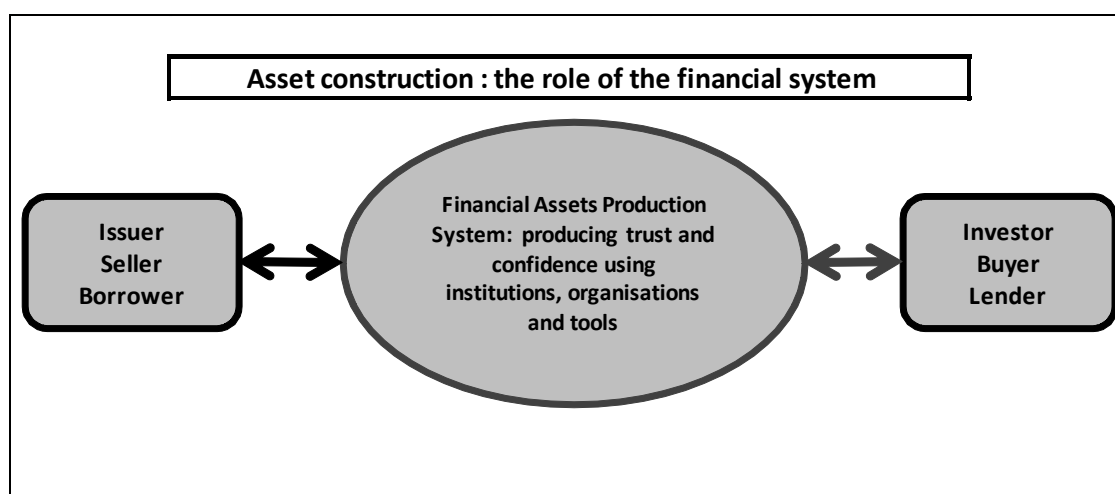 Asset construction : the role of the financial system
Issuer
Seller
Borrower
Financial Assets Production
System: producing trust and
confidence using
institutions, organisations
and tools
Investor
Buyer
Lender